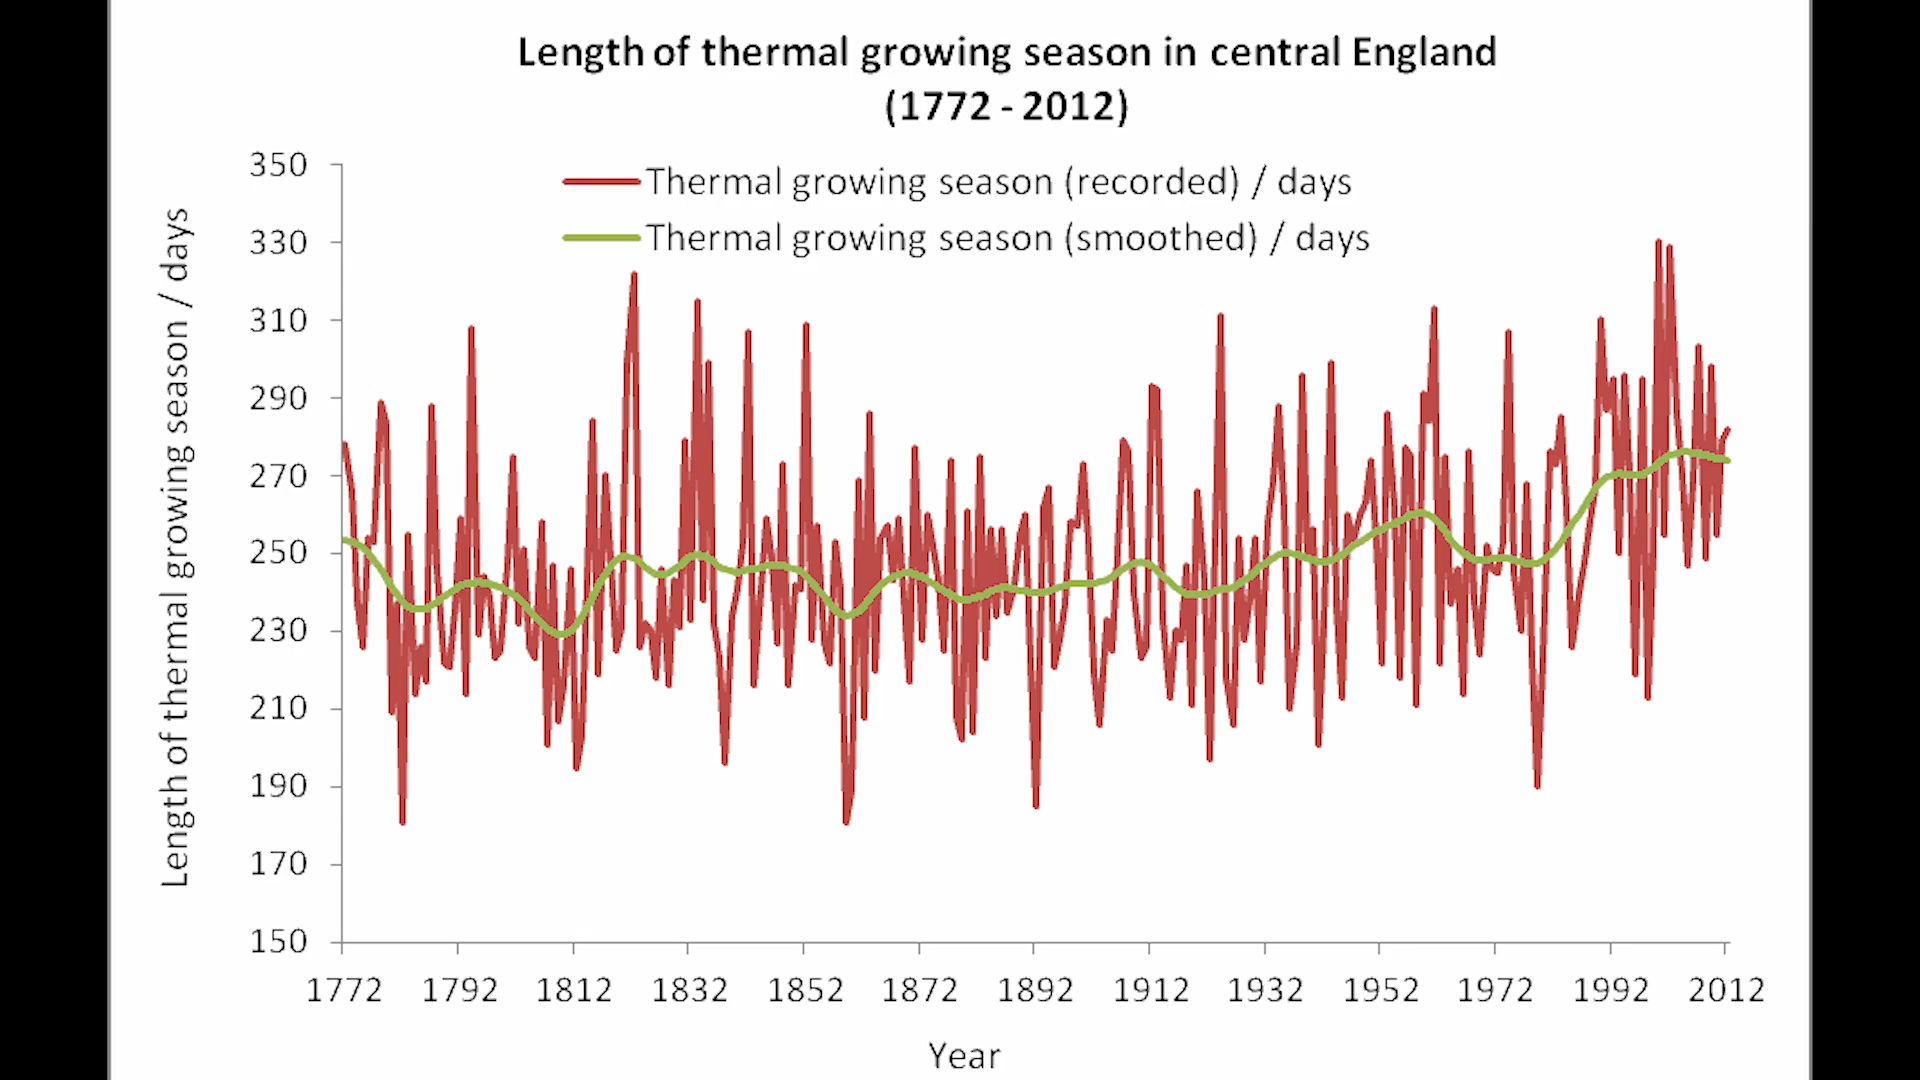 Length of thermal growing season in central England
(1772 - 2012)
Thermal growing season (recorded) / days
Thermal growing season (smoothed) / days
Length of thermal growing season / days
350
330
310
290
270
250
230
210
190
170
150
1772 1792 1812 1832 1852 1872 1892 1912 1932 1952 1972 1992 2012
Year